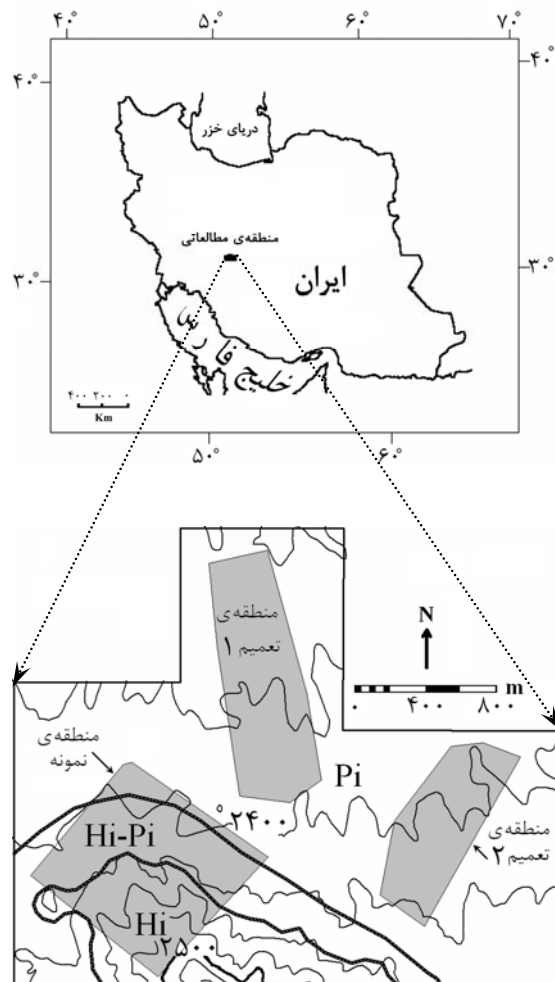 ۴۰° ۵۰° ۶۰° ۷۰°
۴۰° ۴۰°
دریای خزر
منطقه‌ی مطالعاتی
۳۰° ۳۰°
ایران
خلیج فارس
۴۰۰ ۲۰۰ ۰
Km
۵۰° ۶۰°
منطقه‌ی
تعمیم ۱
N
m
۰ ۴۰۰ ۸۰۰
منطقه‌ی
نمونه
Pi
۲۴۰۰
Hi-Pi
منطقه‌ی
تعمیم ۲
Hi
۲۵۰۰